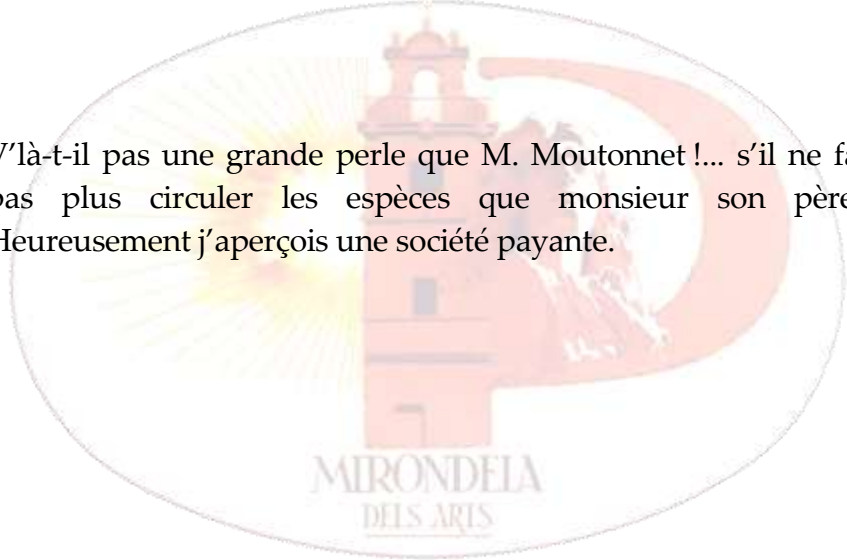 V'là-t-il pas une grande perle que M. Moutonnet !... s'il ne fa
pas plus circuler les espèces que monsieur son père
Heureusement j'aperçois une société payante.
MIRONDELA
DELS ARTS